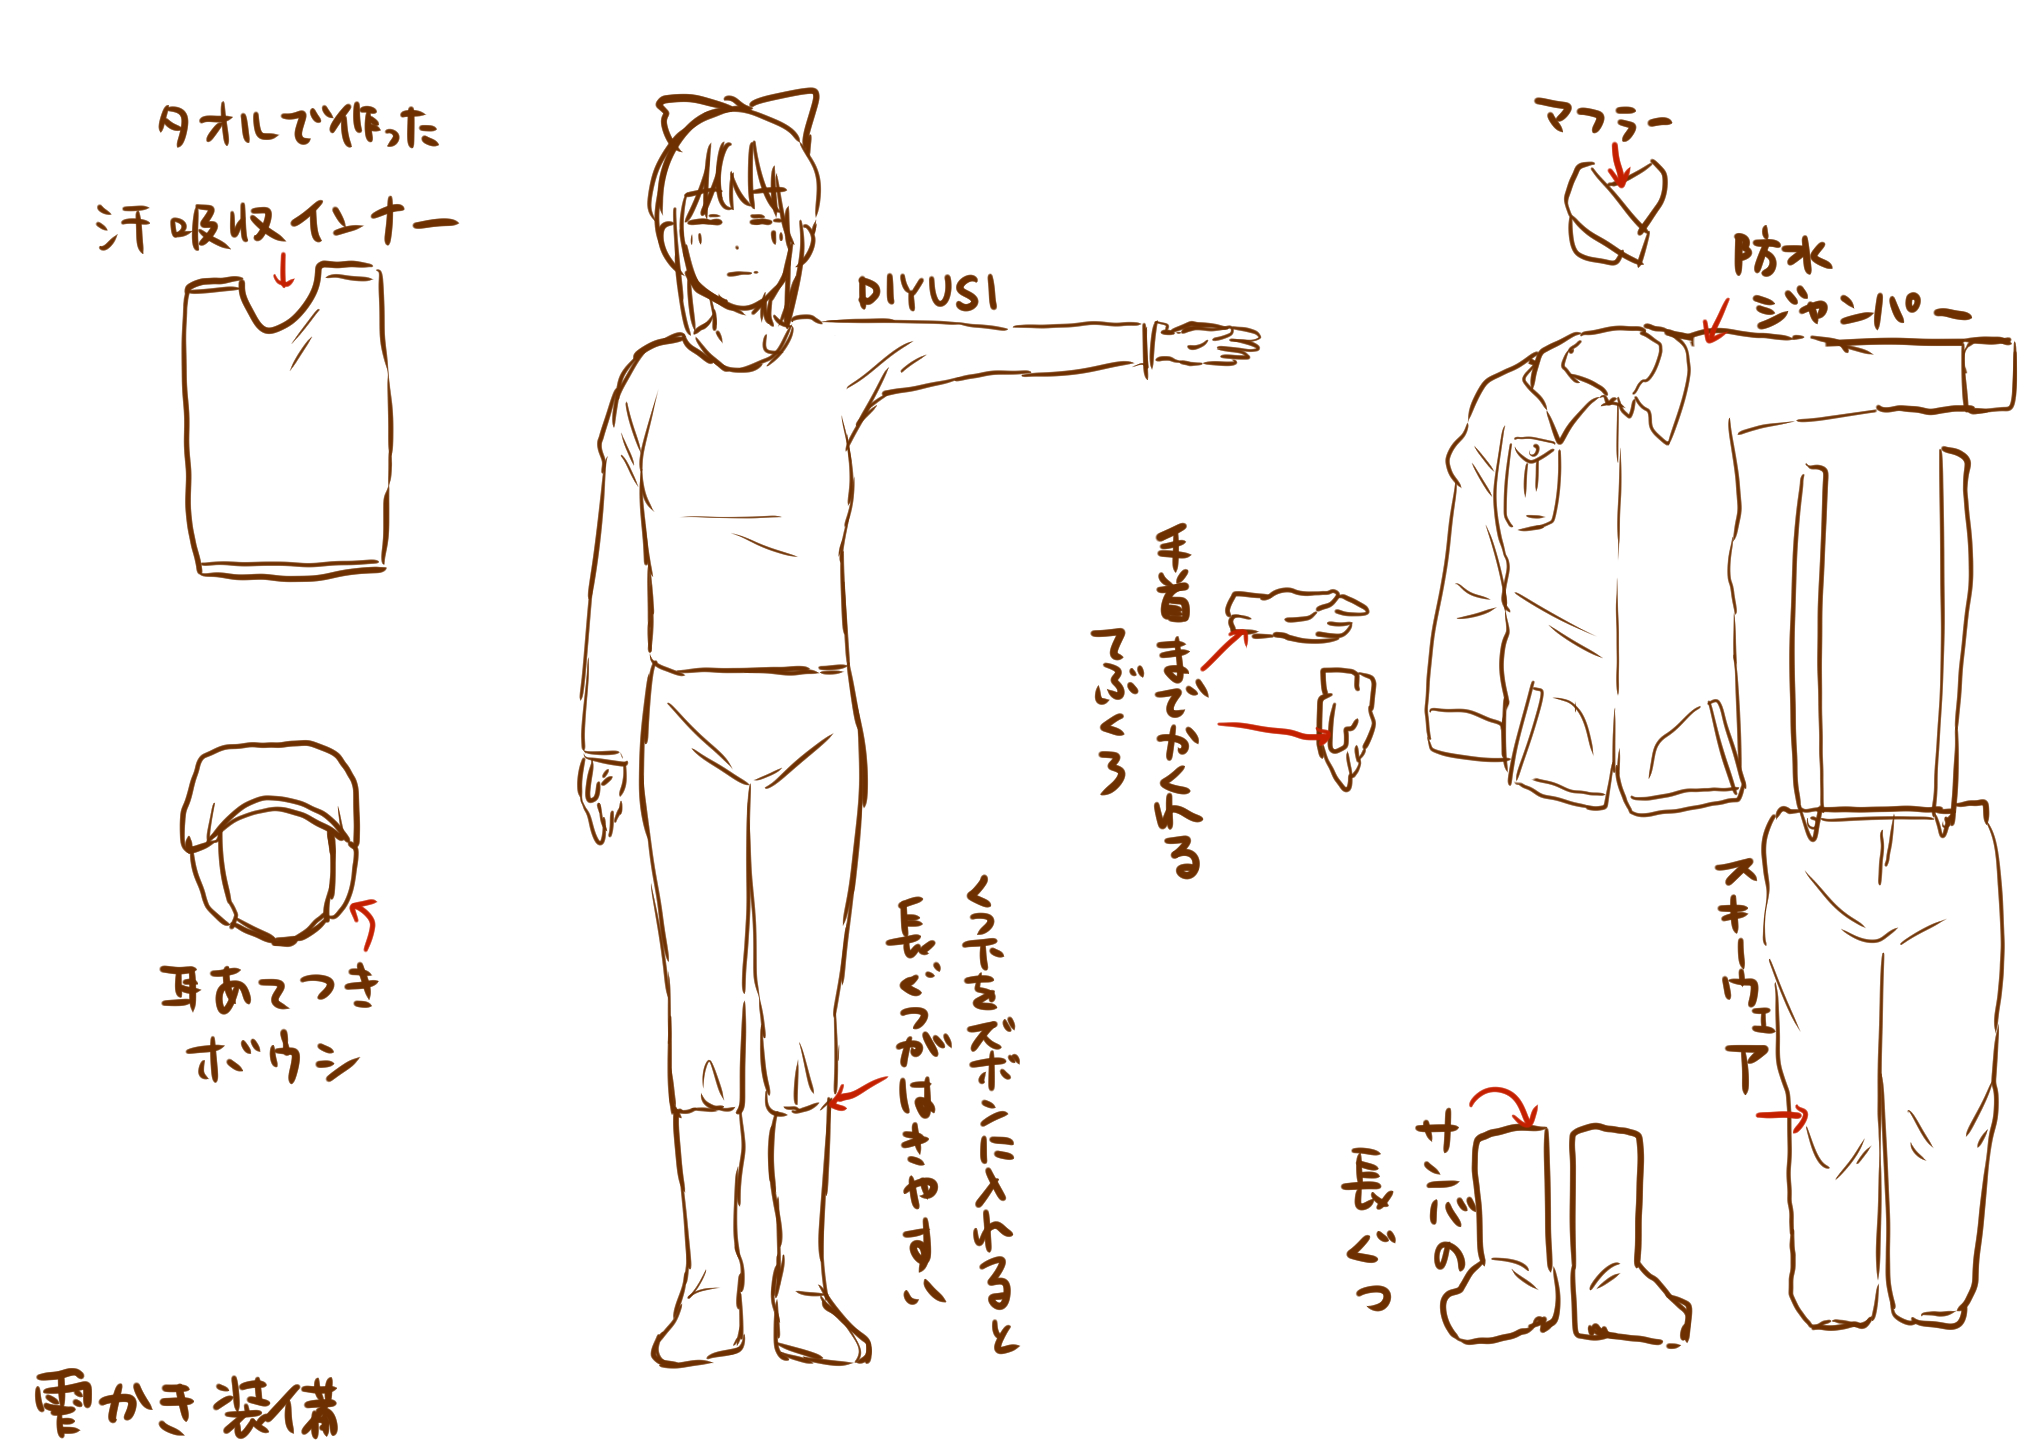 タオルで作った
汗吸収インナー
耳あてつき
ボウシ
雪かき装備
DIYUSI
くつ下をズボンに入れると
長ぐつがはきやすい
マフラー
防水
ジャンパー
手首までかくれる
てぶくろ
スキーウェア
サンバの
長ぐつ